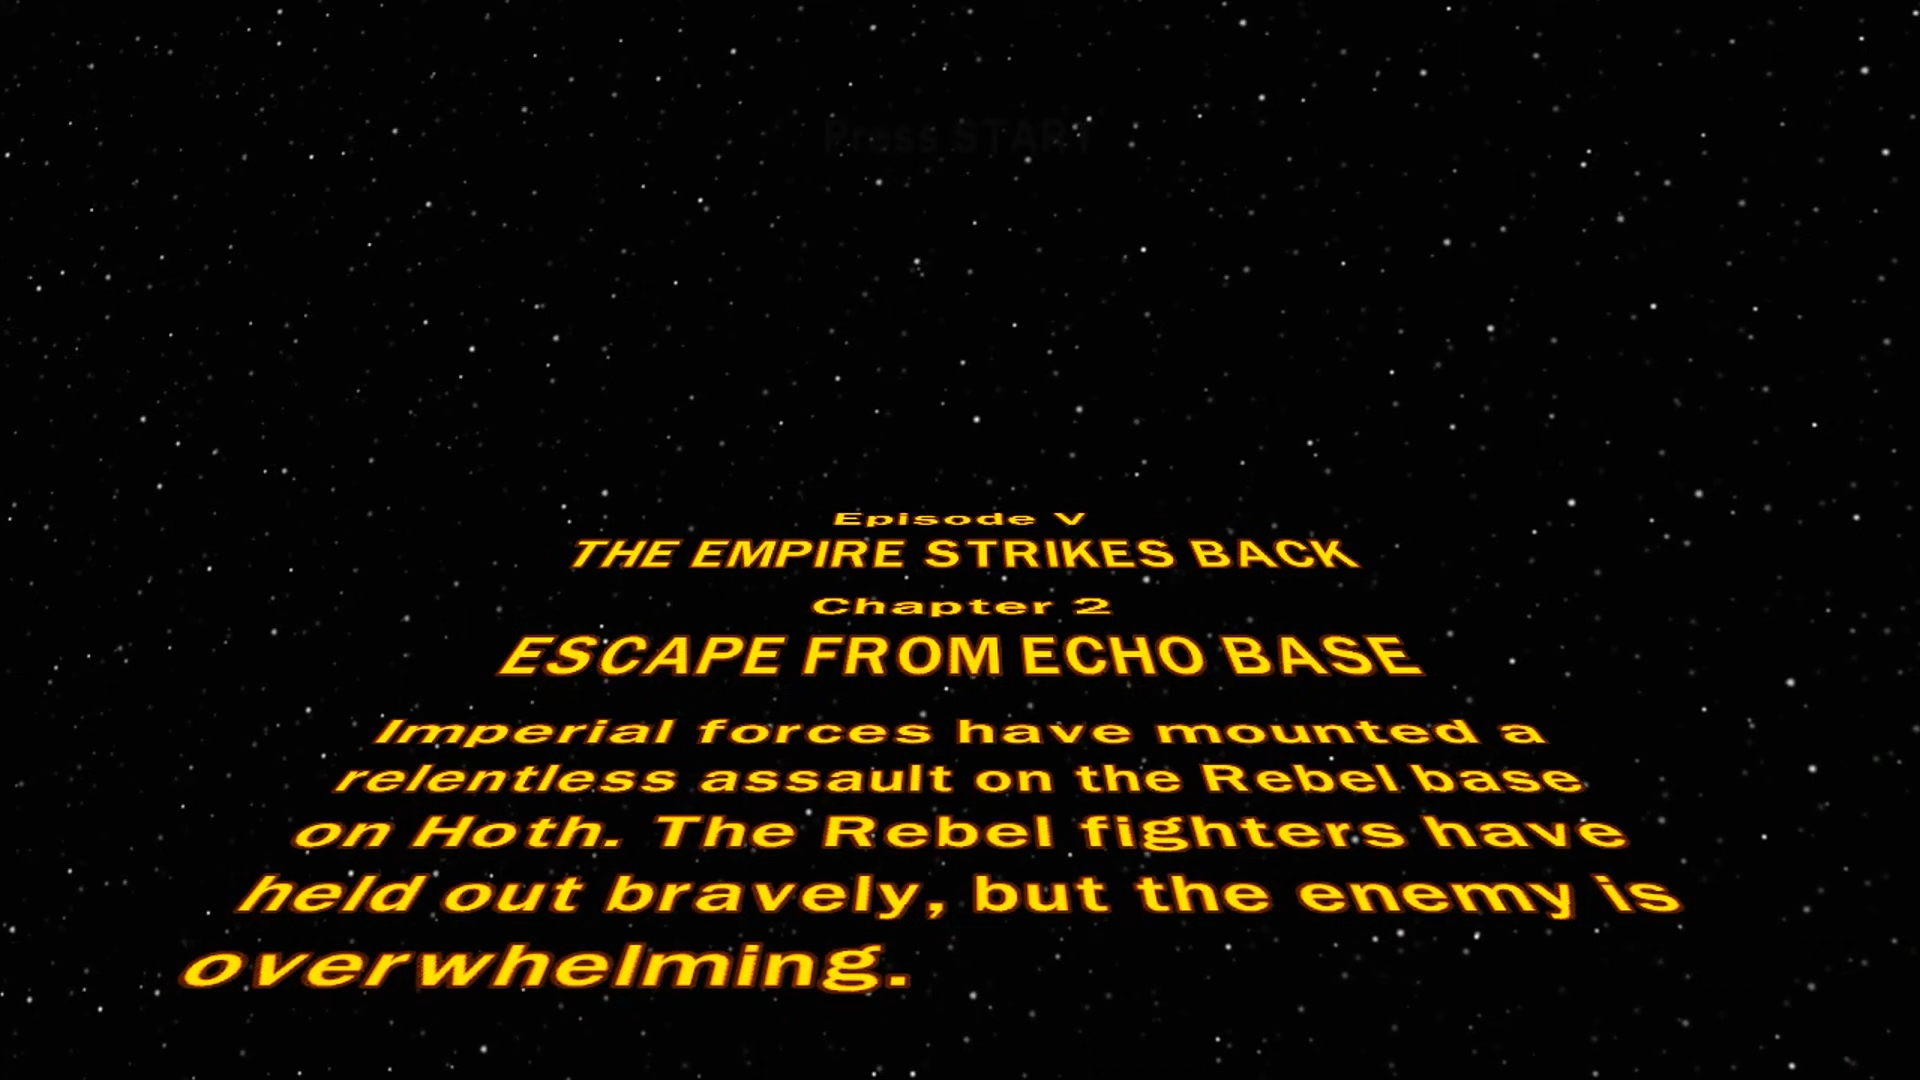 Press START
Episode V
THE EMPIRE STRIKES BACK
Chapter 2
ESCAPE FROM ECHO BASE
Imperial forces have mounted a
relentless assault on the Rebel base
on Hoth. The Rebel fighters have
held out bravely, but the enemy is
overwhelming.